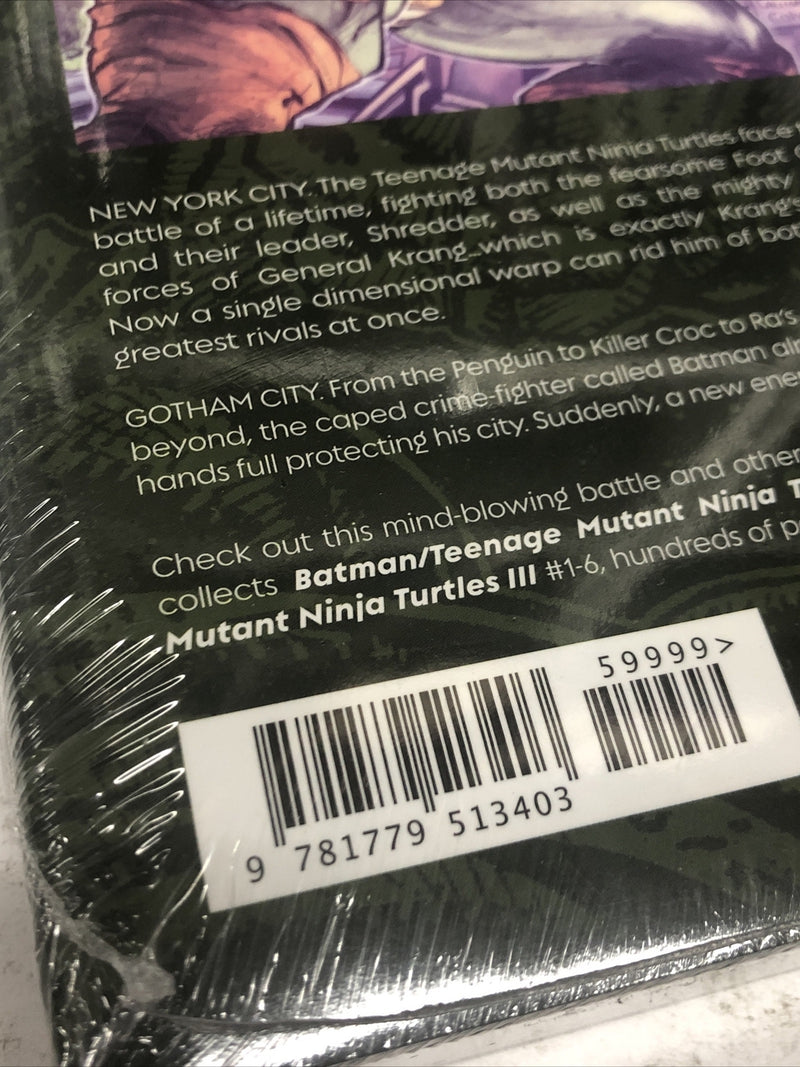 NEW YORK CITY. The Teenage Mutant Ninja Turtles face
battle of a lifetime, fighting both the fearsome Foot
and their leader, Shredder, as well as the mighty
forces of General Krang...which is exactly Krang's
Now a single dimensional warp can rid him of
greatest rivals at once.
GOTHAM CITY. From the Penguin to Killer Croc to Ra's
beyond, the caped crime-fighter called Batman
hands full protecting his city. Suddenly, a new
Check out this mind-blowing battle and other
collects Batman/Teenage Mutant Ninja
Mutant Ninja Turtles III #1-6, hundreds of
59999>
9 781779 513403